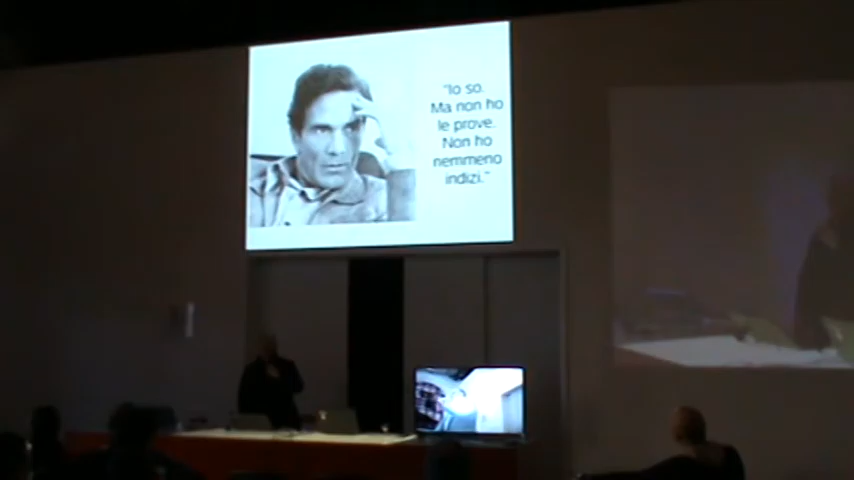 "Io so.
Ma non ho
le prove.
Non ho
nemmeno
indizi."